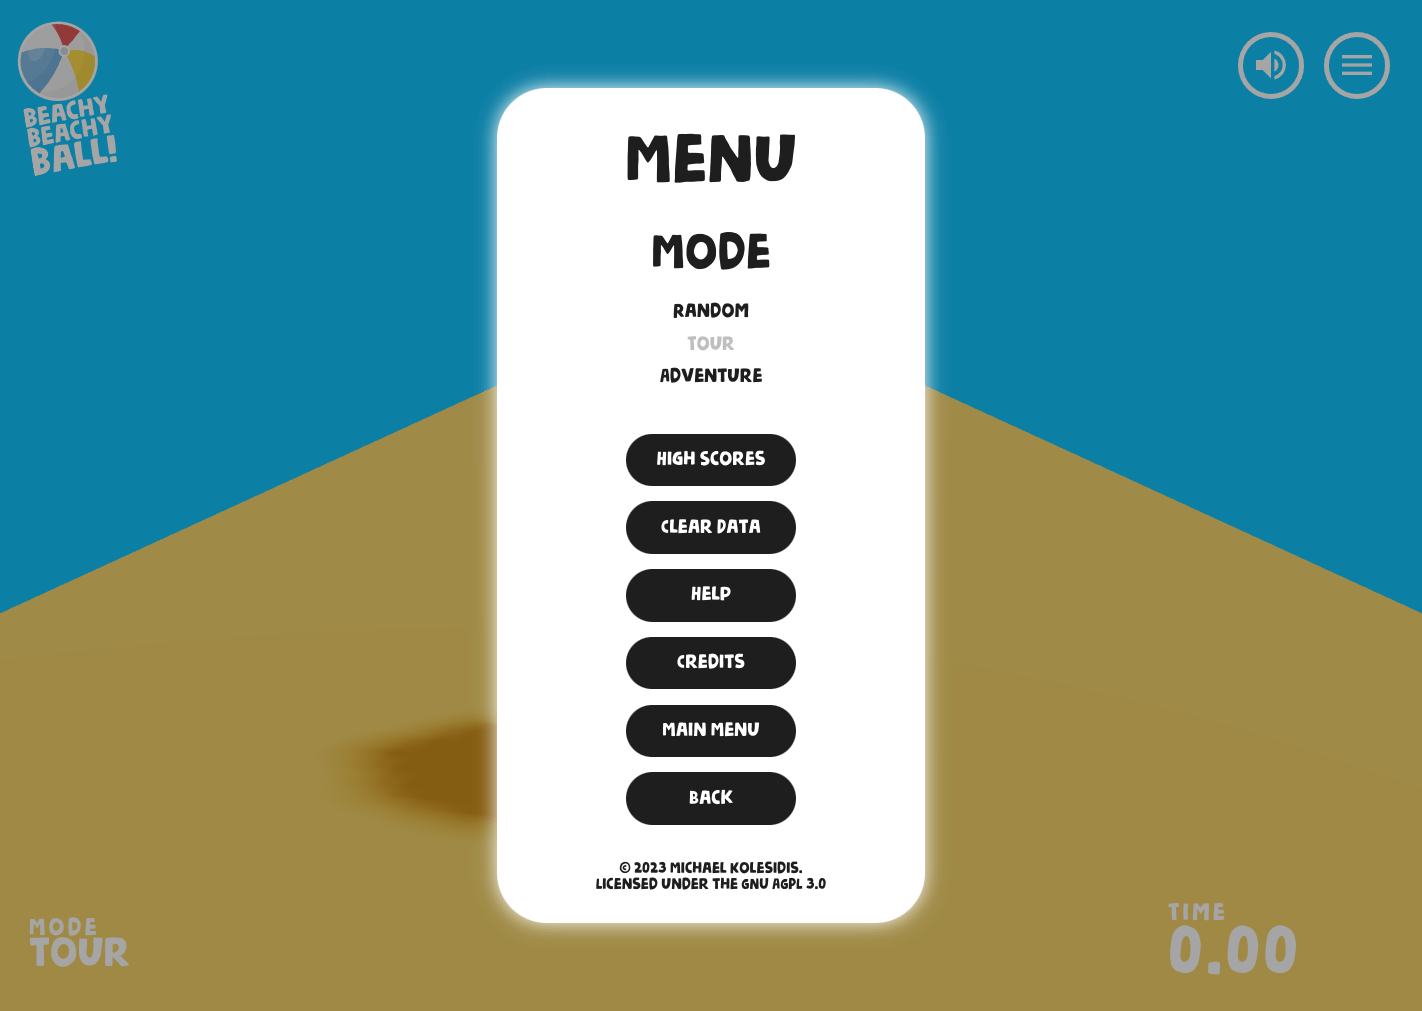 BEACHY
BEACHY
BALL!
MENU
MODE
RANDOM
TOUR
ADVENTURE
HIGH SCORES
CLEAR DATA
HELP
CREDITS
MAIN MENU
BACK
© 2023 MICHAEL KOLESIDIS.
LICENSED UNDER THE GNU AGPL 3.0
MODE
TOUR
TIME
0.00